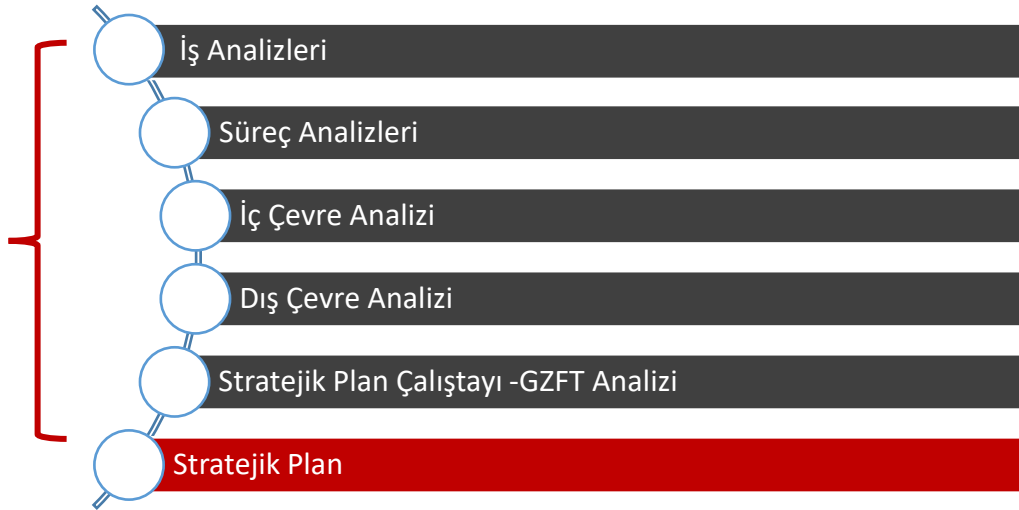 İş Analizleri
Süreç Analizleri
İç Çevre Analizi
Dış Çevre Analizi
Stratejik Plan Çalıştayı -GZFT Analizi
Stratejik Plan